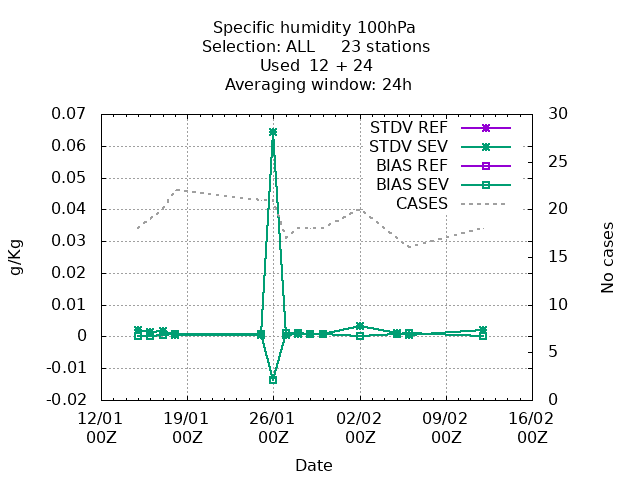 Specific humidity 100hPa
Selection: ALL     23 stations
Used  12 + 24
Averaging window: 24h
0.07
0.06
0.05
0.04
0.03
0.02
0.01
0
-0.01
-0.02
30
25
20
15
10
5
0
STDV REF
STDV SEV
BIAS REF
BIAS SEV
CASES
g/Kg
No cases
12/01 19/01 26/01 02/02 09/02 16/02
00Z 00Z 00Z 00Z 00Z 00Z
Date